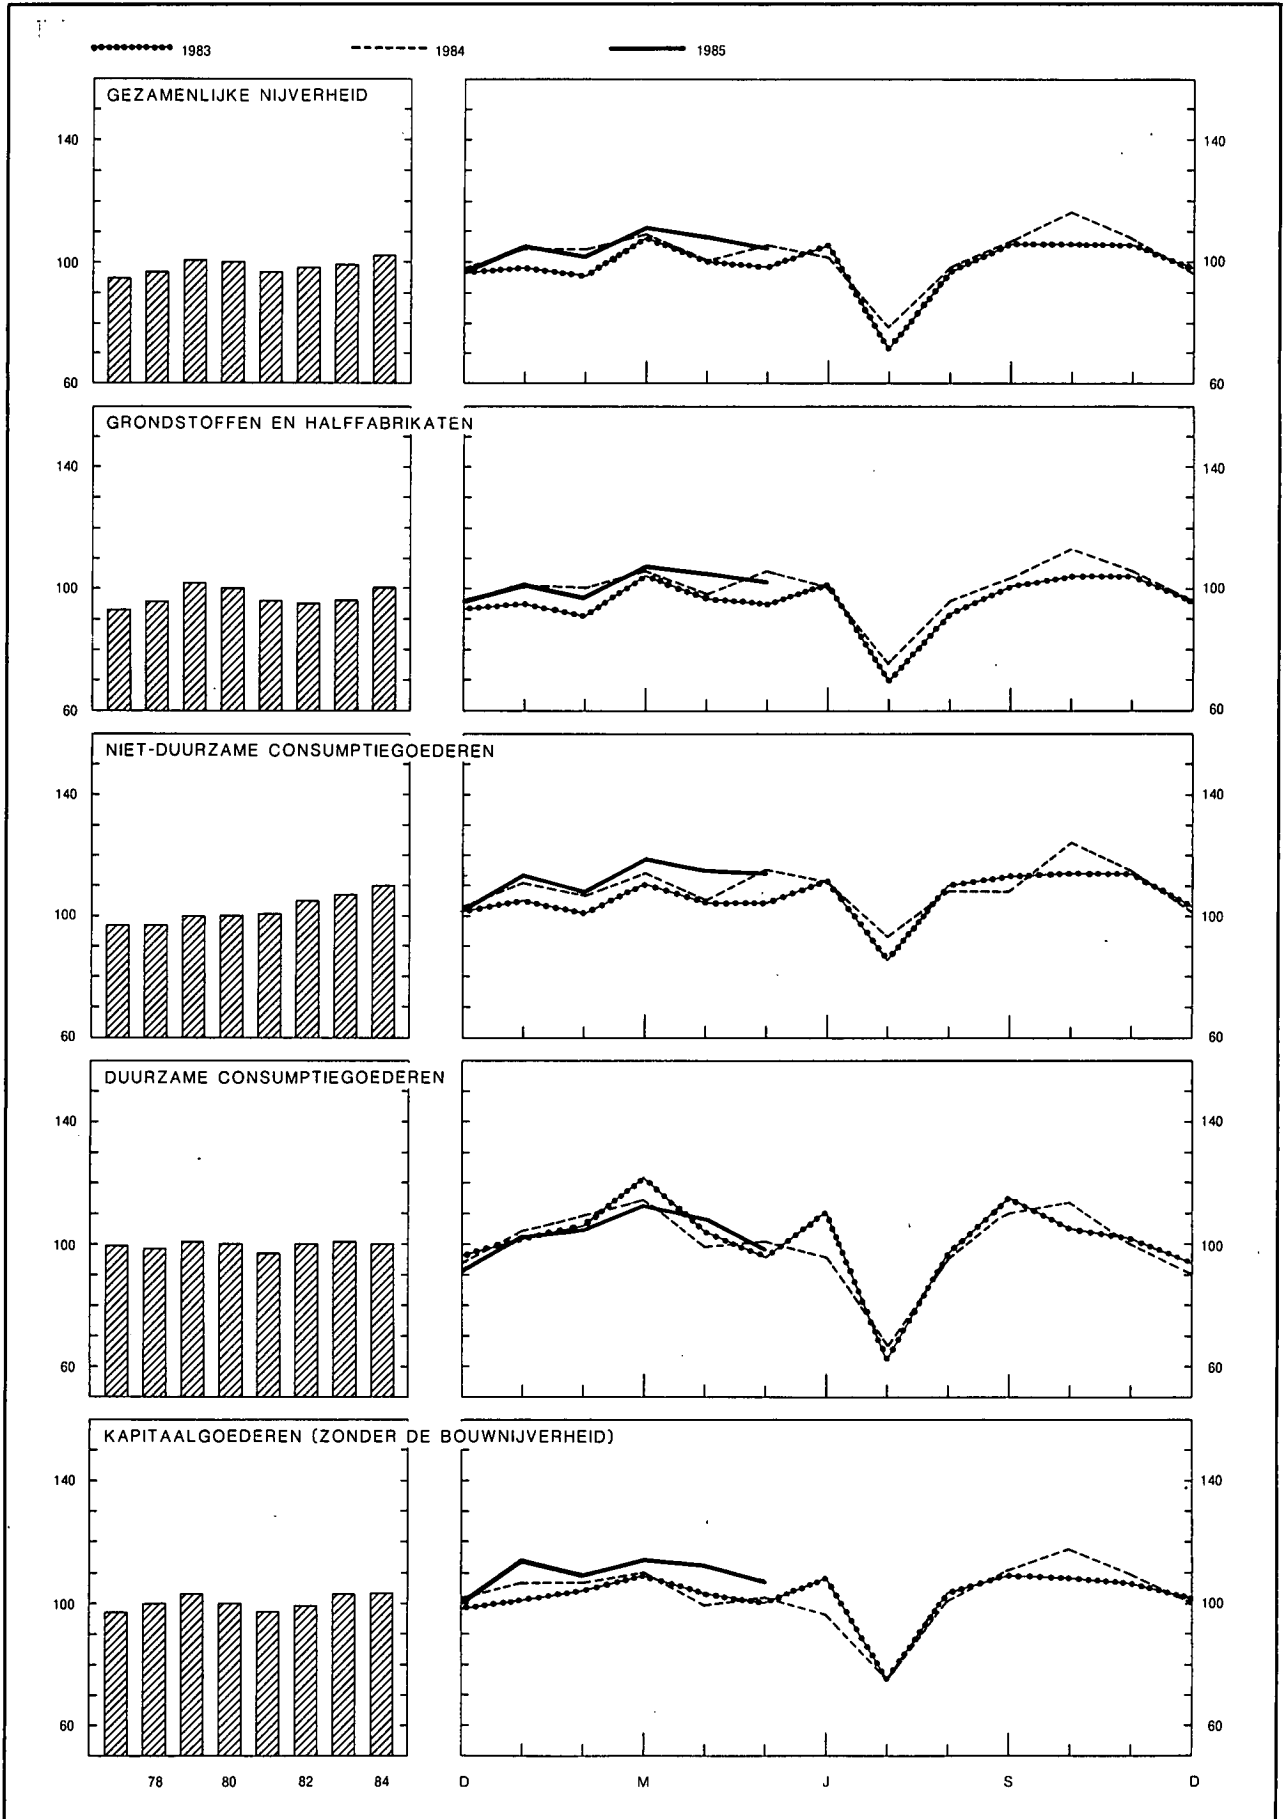 1983 1984 1985
GEZAMENLIJKE NIJVERHEID
140 140
100 100
60 60
GRONDSTOFFEN EN HALFFABRIKATEN
140 140
100 100
60 60
NIET-DUURZAME CONSUMPTIEGOEDEREN
140 140
100 100
60 60
DUURZAME CONSUMPTIEGOEDEREN
140 140
100 100
60 60
KAPITAALGOEDEREN (ZONDER DE BOUWNIJVERHEID)
140 140
100 100
60 60
78 80 82 84 D M J S D